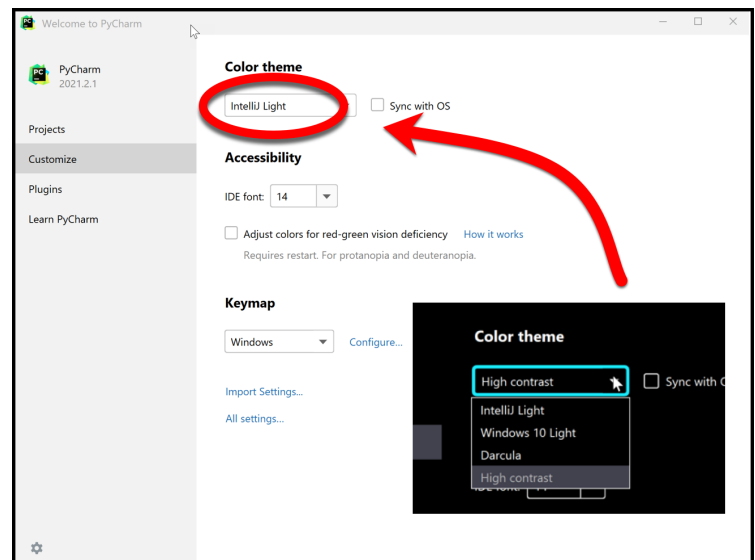 Welcome to PyCharm
PyCharm
2021.2.1
Projects
Customize
Plugins
Learn PyCharm
Color theme
IntelliJ Light
Sync with OS
Accessibility
IDE font: 14
Adjust colors for red-green vision deficiency How it works
Requires restart. For protanopia and deuteranopia.
Keymap
Windows Configure...
Import Settings...
All settings...
Color theme
High contrast Sync with
IntelliJ Light
Windows 10 Light
Darcula
High contrast